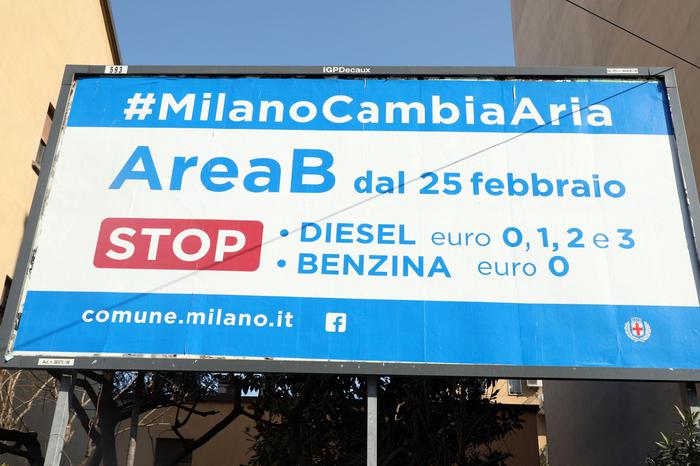 593
IGPDecaux
#MilanoCambiaAria
AreaB dal 25 febbraio
STOP
• DIESEL euro 0, 1, 2 e 3
• BENZINA euro 0
comune.milano.it